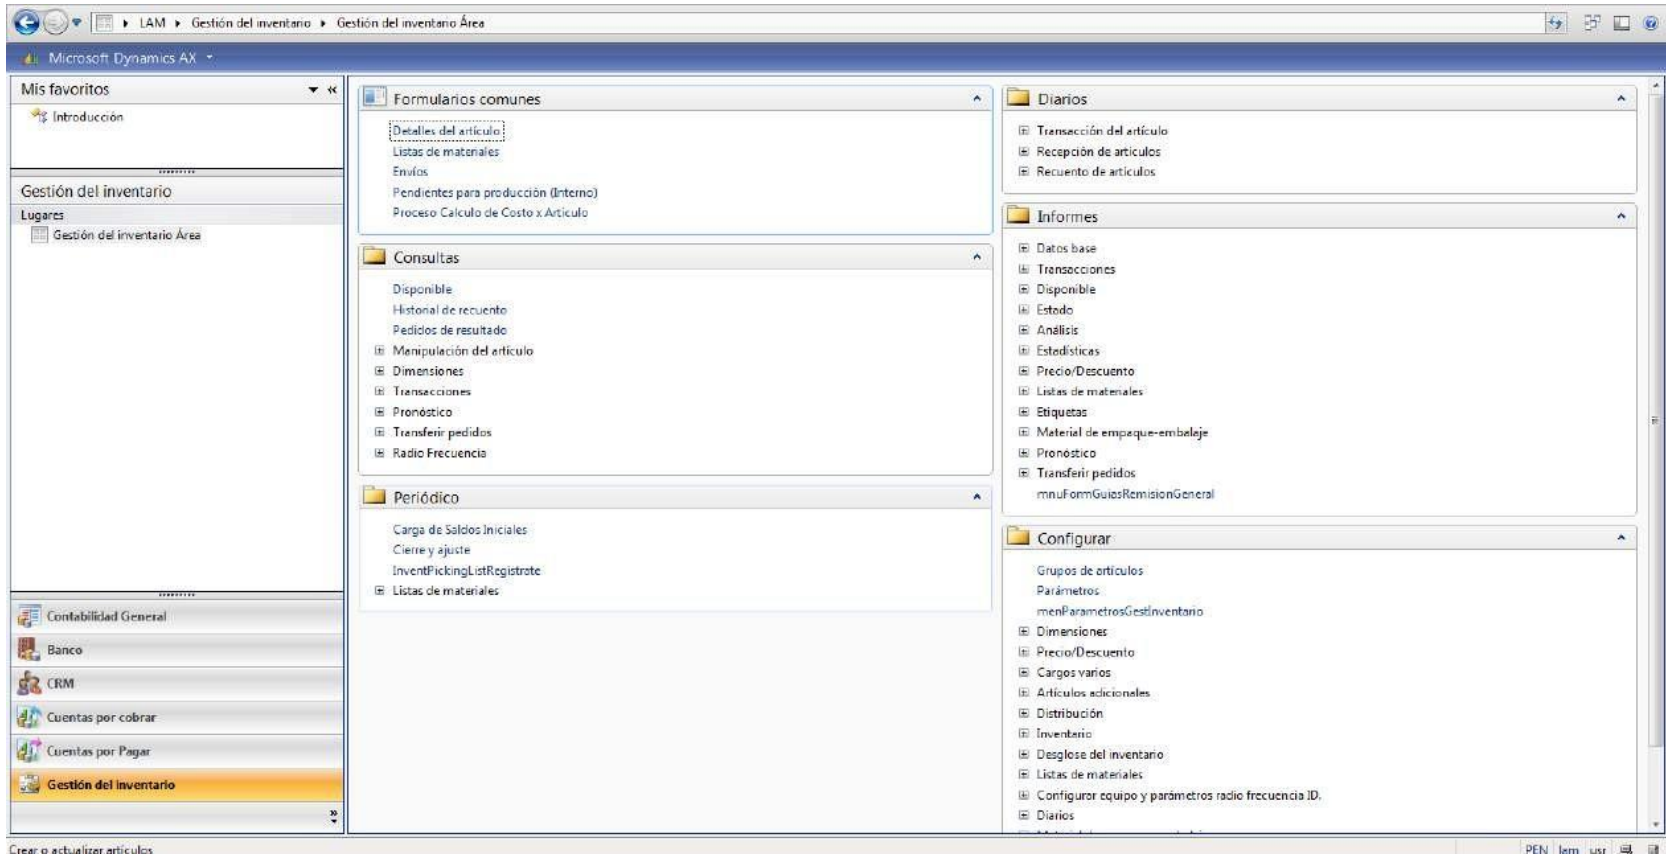 LAM ▸ Gestión del inventario ▸ Gestión del inventario Área
Microsoft Dynamics AX
Mis favoritos
Introducción
Gestión del inventario
Lugares
Gestión del inventario Área
Contabilidad General
Banco
CRM
Cuentas por cobrar
Cuentas por Pagar
Gestión del inventario
Formularios comunes
Detalles del artículo
Listas de materiales
Envíos
Pendientes para producción (Interno)
Proceso Calculo de Costo x Articulo
Consultas
Disponible
Historial de recuento
Pedidos de resultado
Manipulación del artículo
Dimensiones
Transacciones
Pronóstico
Transferir pedidos
Radio Frecuencia
Periódico
Carga de Saldos Iniciales
Cierre y ajuste
InventPickingListRegistrate
Listas de materiales
Diarios
Transacción del artículo
Recepción de artículos
Recuento de artículos
Informes
Datos base
Transacciones
Disponible
Estado
Análisis
Estadísticas
Precio/Descuento
Listas de materiales
Etiquetas
Material de empaque-embalaje
Pronóstico
Transferir pedidos
mnuFormGuiasRemisionGeneral
Configurar
Grupos de artículos
Parámetros
menParametrosGestInventario
Dimensiones
Precio/Descuento
Cargos varios
Artículos adicionales
Distribución
Inventario
Desglose del inventario
Listas de materiales
Configurar equipo y parámetros radio frecuencia ID.
Diarios
Crear o actualizar artículos
PEN lam usr